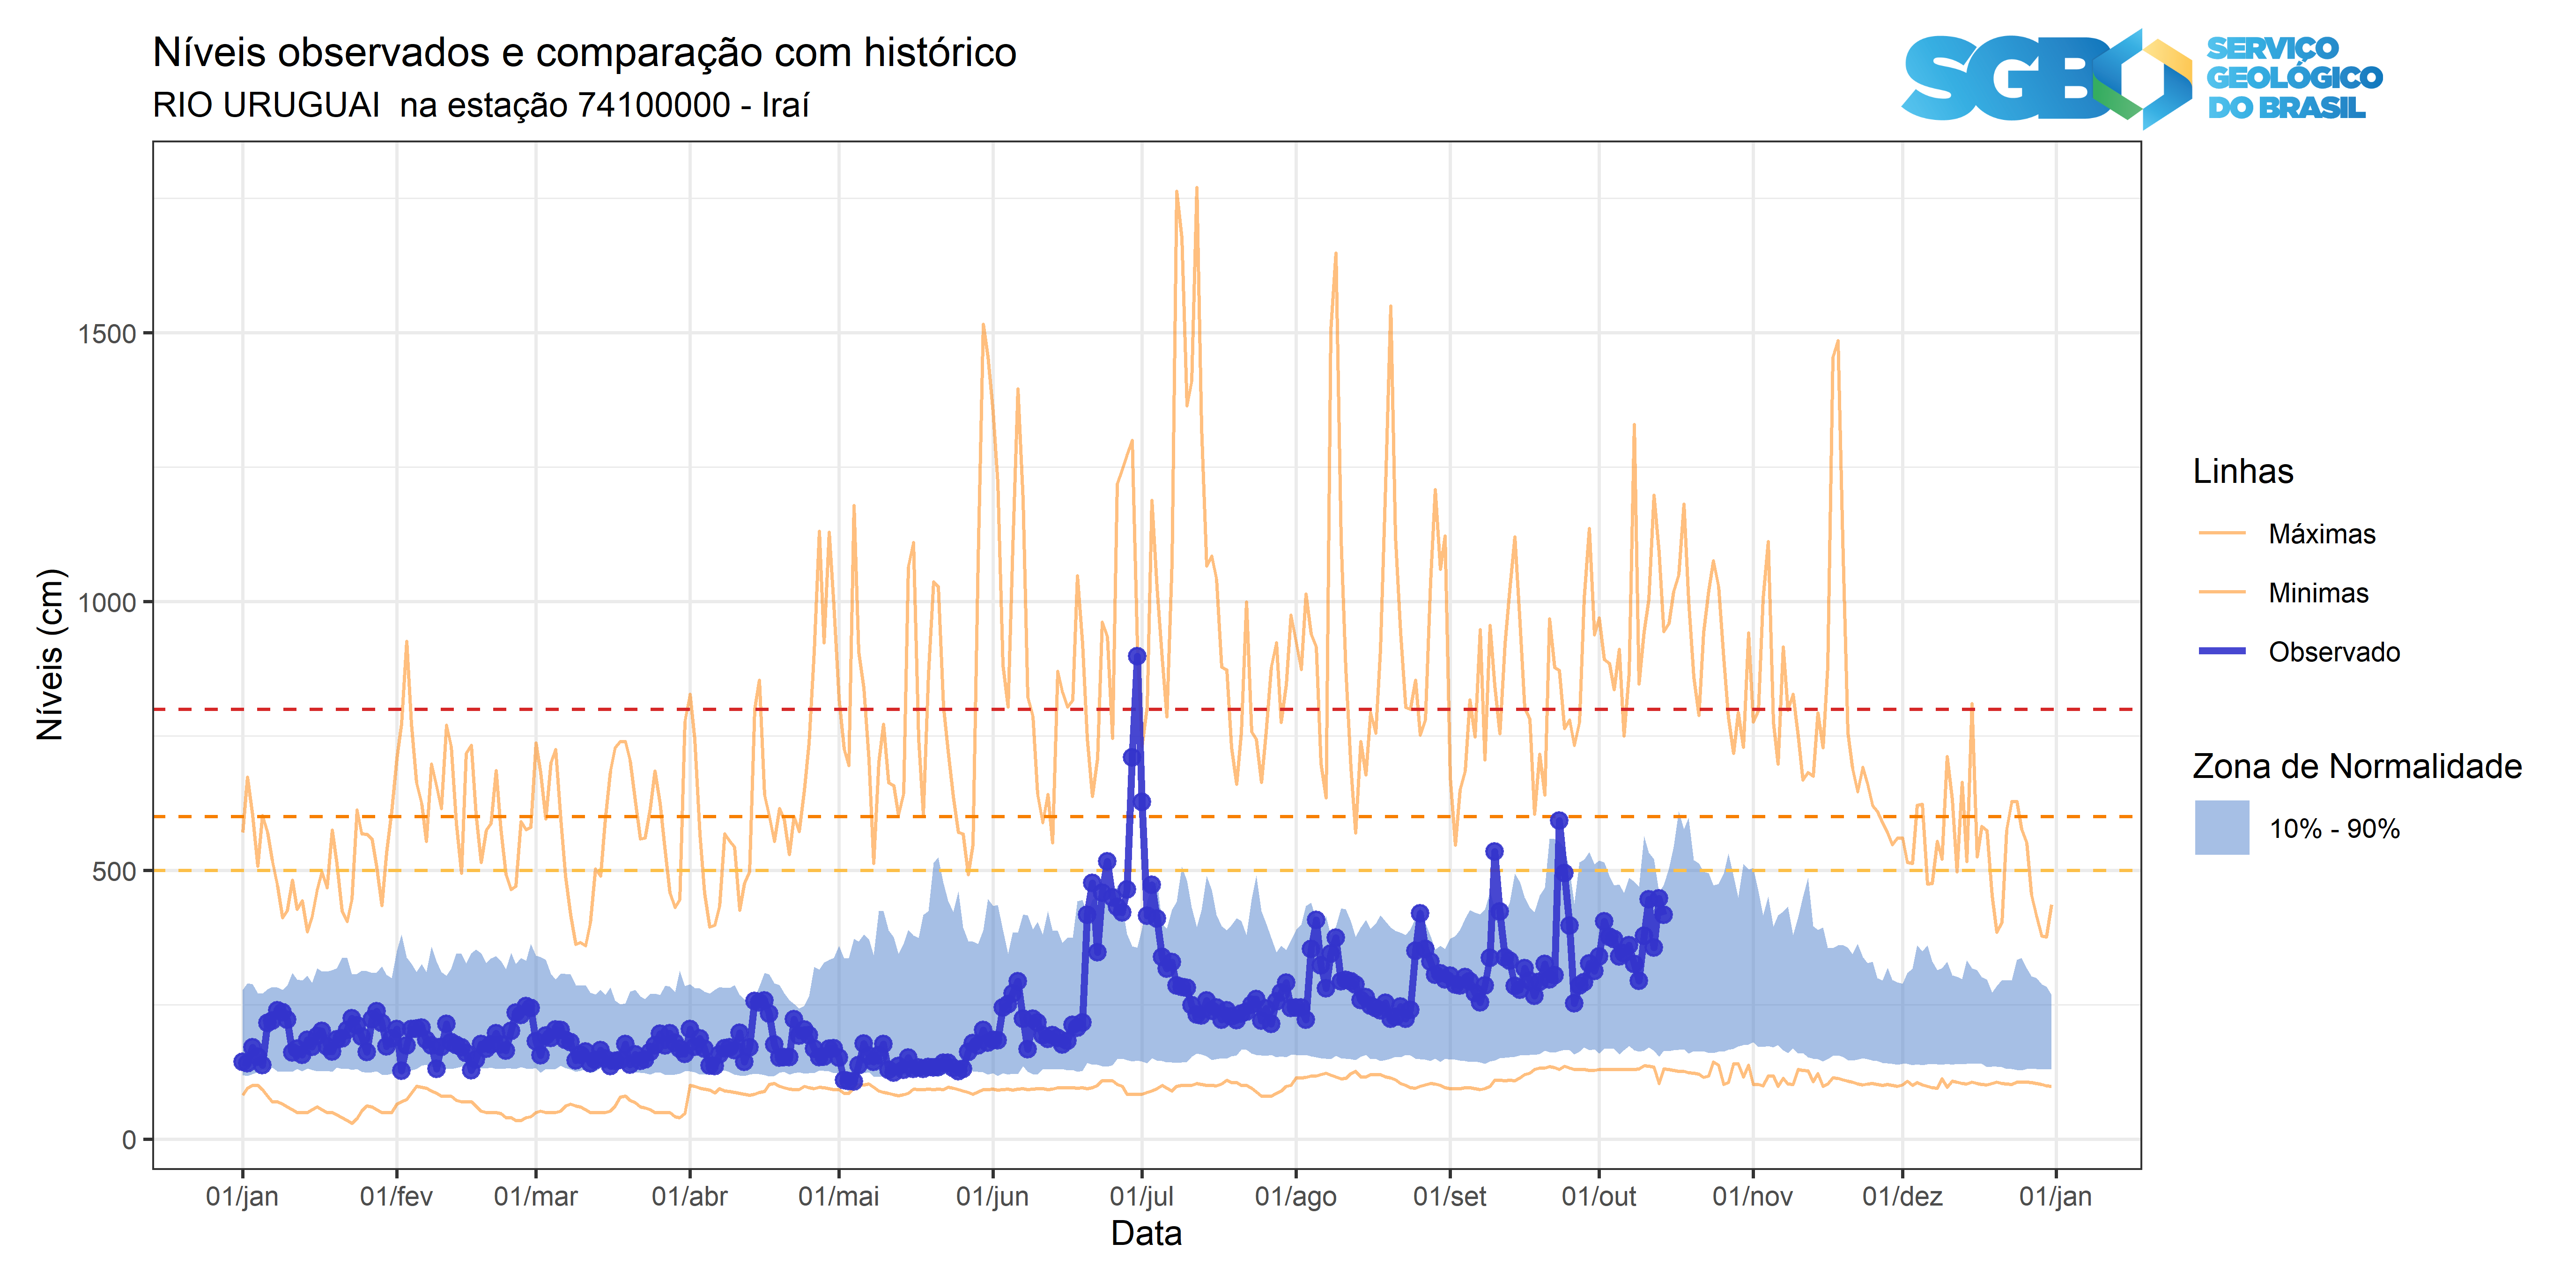 Níveis observados e comparação com histórico
RIO URUGUAI  na estação 74100000 - Iraí
SGB
SERVIÇO
GEOLÓGICO
DO BRASIL
Níveis (cm)
1500
1000
500
0
01/jan
01/fev
01/mar
01/abr
01/mai
01/jun
01/jul
01/ago
01/set
01/out
01/nov
01/dez
01/jan
Data
Linhas
Máximas
Minimas
Observado
Zona de Normalidade
10% - 90%